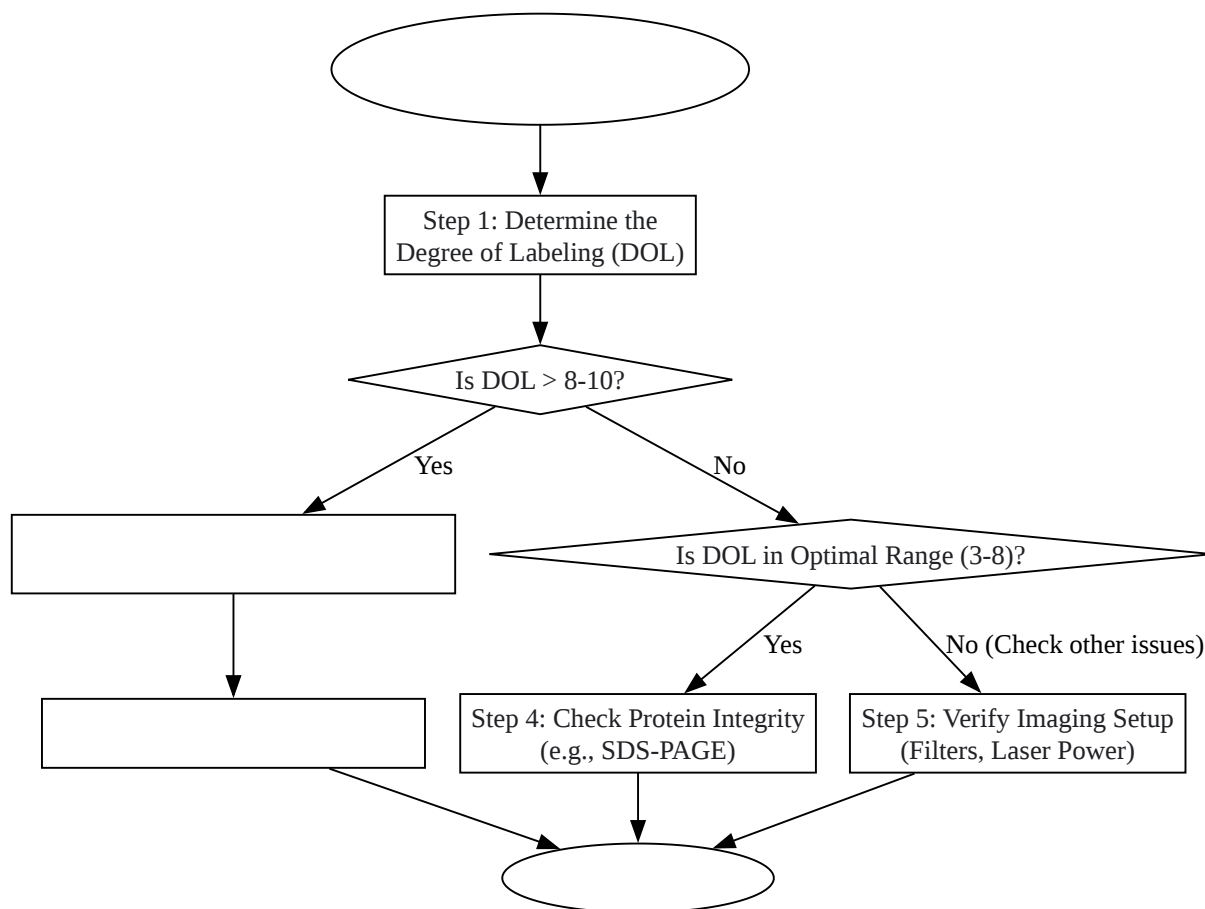 Step 1: Determine the
Degree of Labeling (DOL)
Is DOL > 8-10?
Yes
No
Is DOL in Optimal Range (3-8)?
Yes
No (Check other issues)
Step 4: Check Protein Integrity
(e.g., SDS-PAGE)
Step 5: Verify Imaging Setup
(Filters, Laser Power)